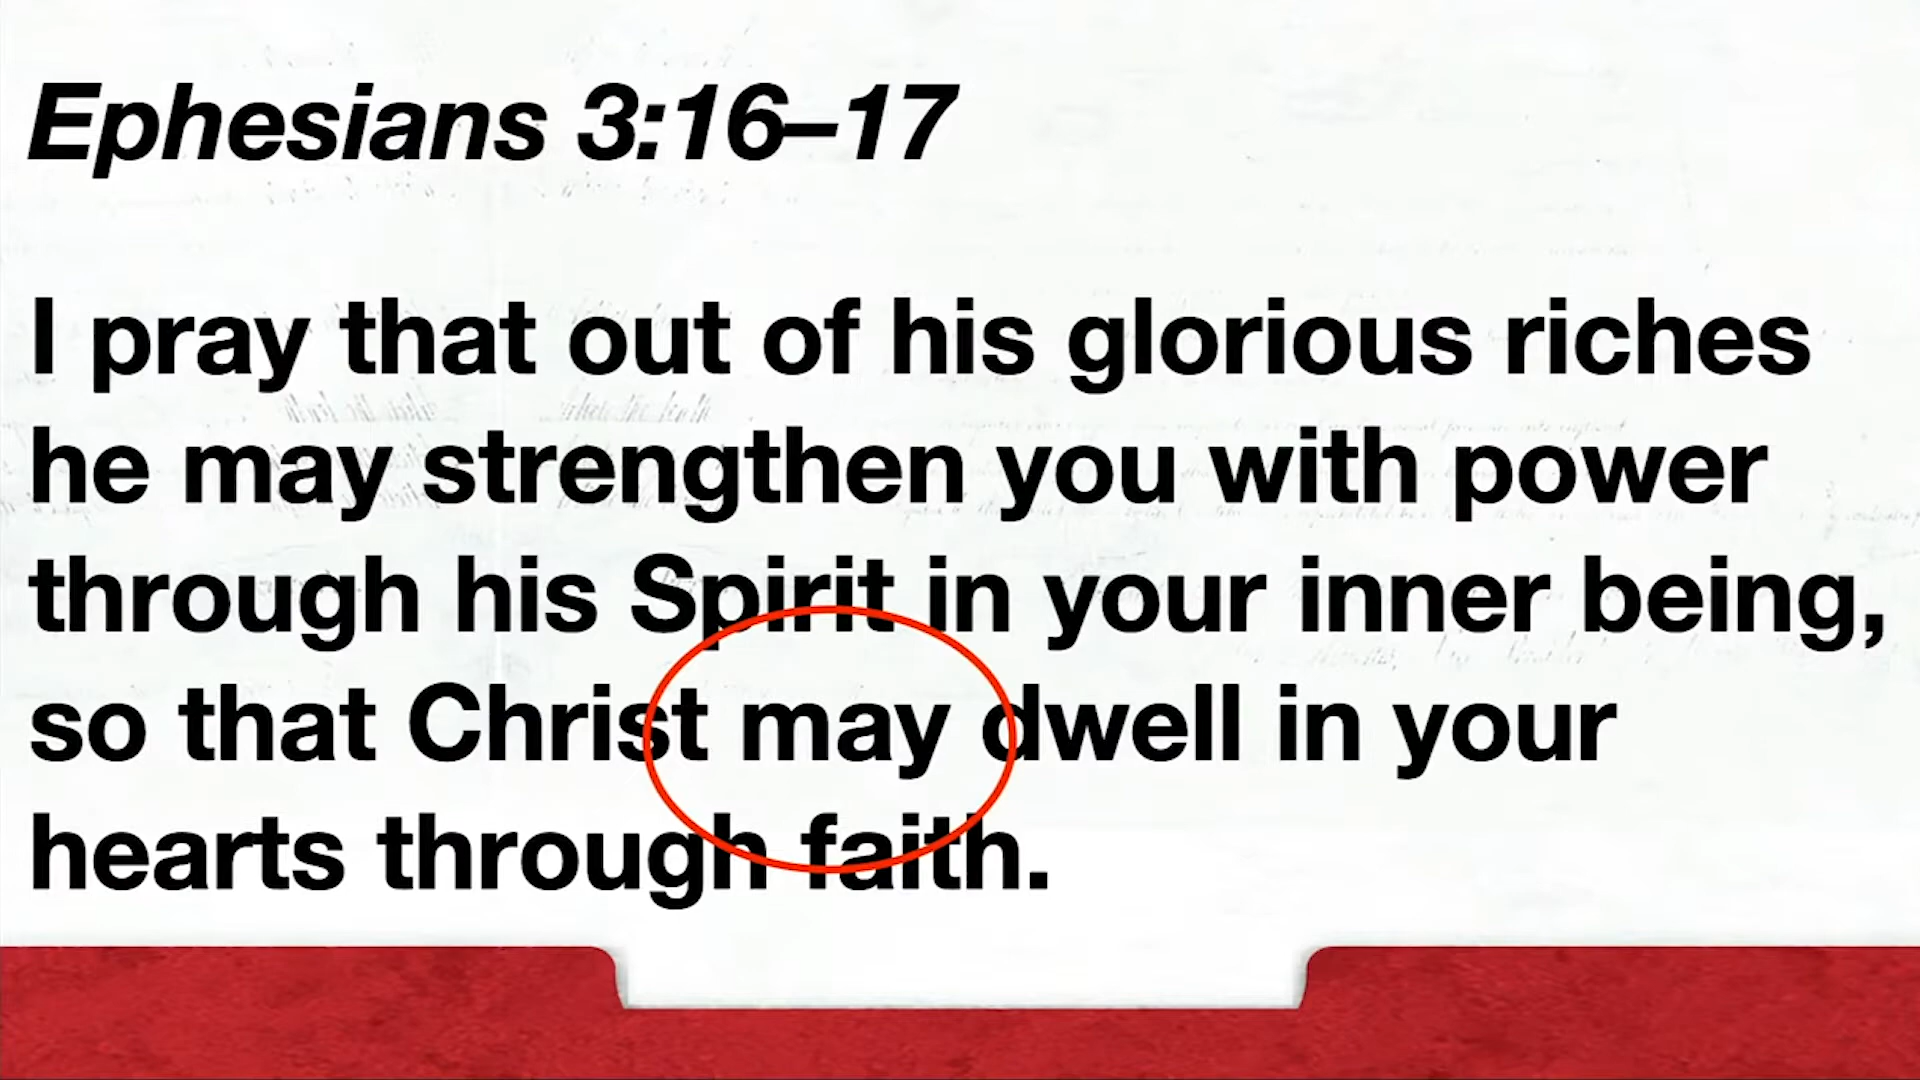 Ephesians 3:16–17
I pray that out of his glorious riches
he may strengthen you with power
through his Spirit in your inner being,
so that Christ may dwell in your
hearts through faith.